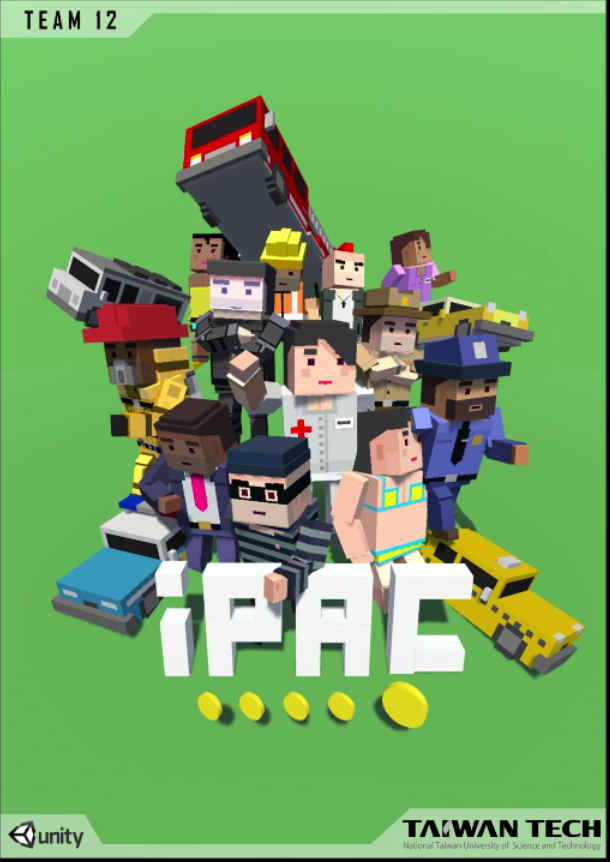 TEAM 12
iPAC
unity
TAIWAN TECH
National Taiwan University of Science and Technology